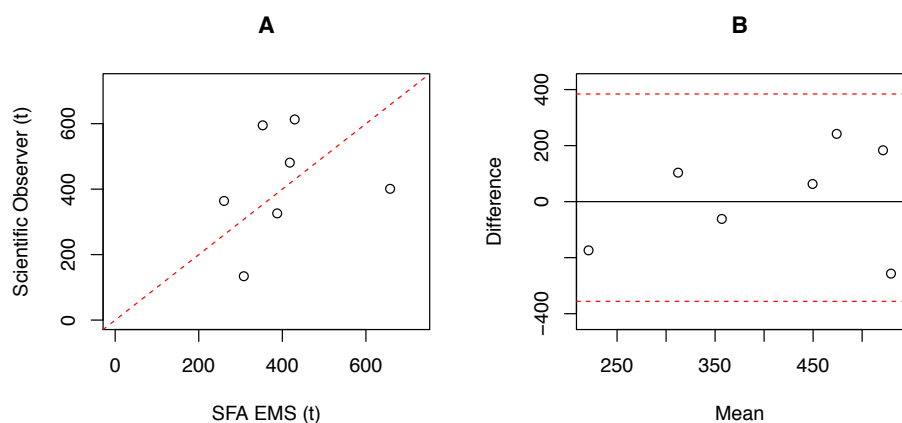 A
Scientific Observer (t)
600
400
200
0
0 200 400 600
SFA EMS (t)
B
Difference
400
200
0
−400
250 350 450
Mean